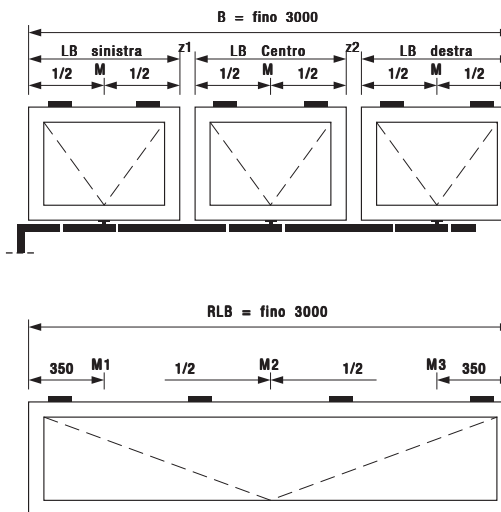 B = fino 3000
LB sinistra z1 LB Centro z2 LB destra
1/2 M 1/2 1/2 M 1/2 1/2 M 1/2
RLB = fino 3000
350 M1 1/2 M2 1/2 M3 350